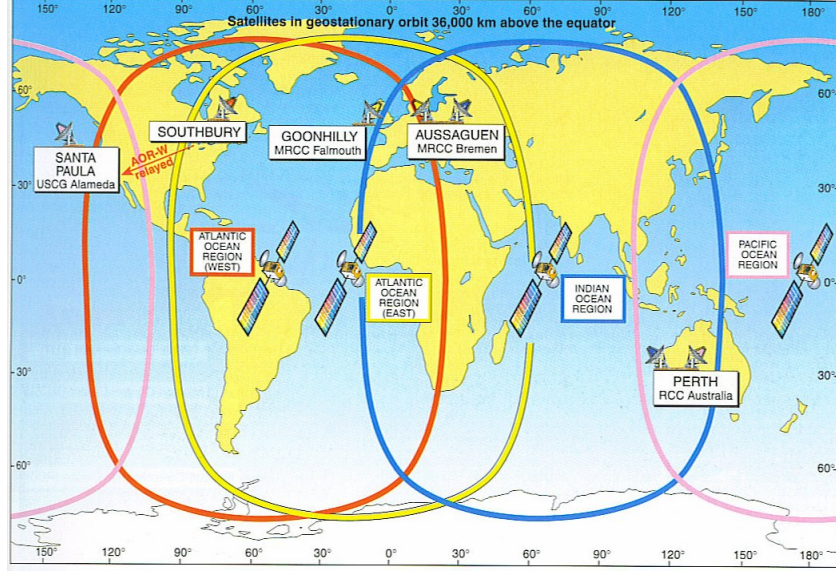 150° 120° 90° 60° 30° 0° 30° 60° 90° 120° 150° 180°
Satellites in geostationary orbit 36,000 km above the equator
60° 60°
SOUTHBURY
GOONHILLY
MRCC Falmouth
AUSSAGUEN
MRCC Bremen
SANTA
PAULA
USCG Alameda
AOR-W
relayed
30° 30°
ATLANTIC
OCEAN
REGION
(WEST)
PACIFIC
OCEAN
REGION
0° 0°
ATLANTIC
OCEAN
REGION
(EAST)
INDIAN
OCEAN
REGION
30° 30°
PERTH
RCC Australia
60° 60°
150° 120° 90° 60° 30° 0° 30° 60° 90° 120° 150° 180°